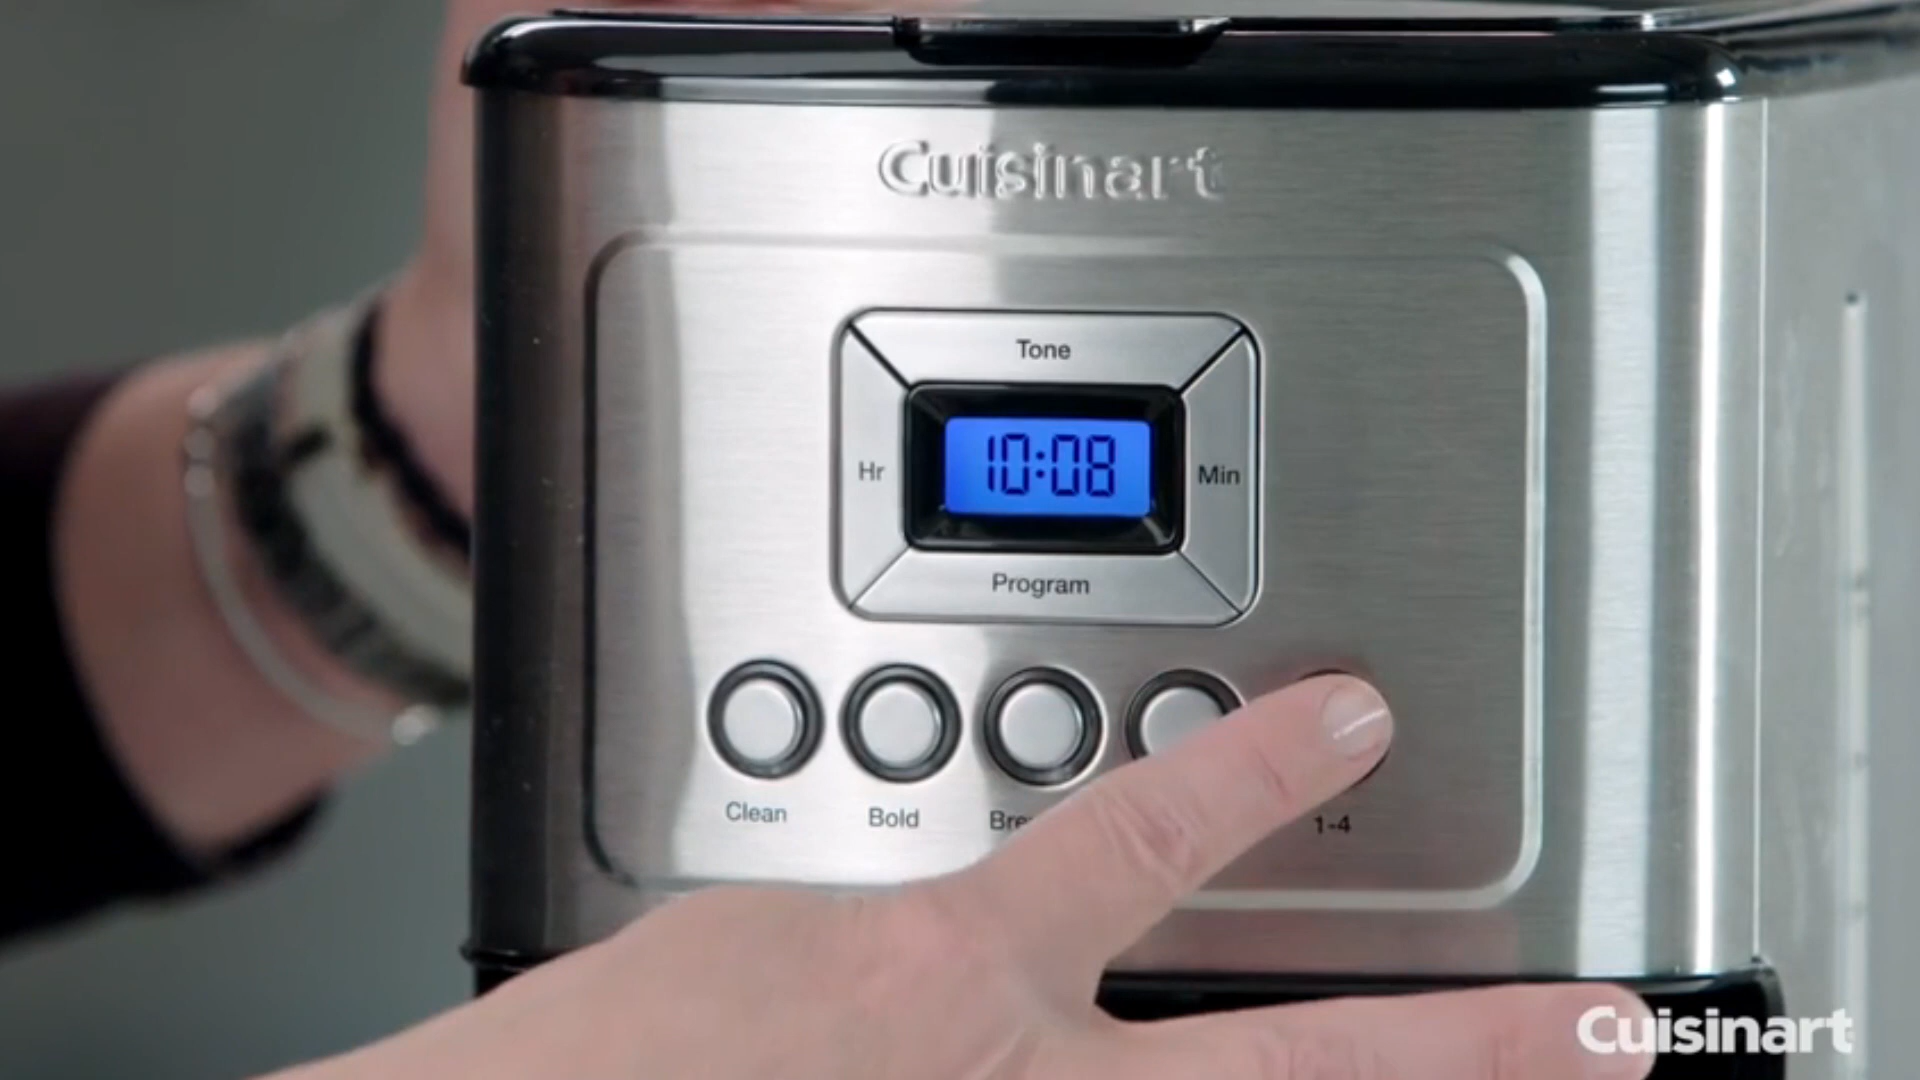 Cuisinart
Tone
Hr
10:08
Min
Program
Clean
Bold
1-4
Cuisinart